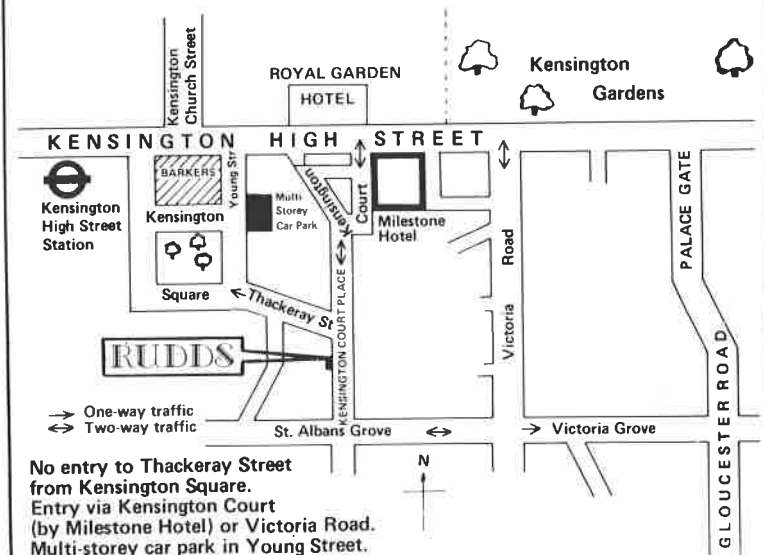 Kensington
Church Street
ROYAL GARDEN
HOTEL
Kensington
Gardens
KENSINGTON HIGH STREET
BARKERS
Young Str
Kensington
High Street
Station
Kensington
Square
Multi
Storey
Car Park
Kensington
Court
Milestone
Hotel
PALACE GATE
Road
Victoria
Thackeray St
KENSINGTON COURT PLACE
RUDDS
GLOUCESTER ROAD
One-way traffic
Two-way traffic
St. Albans Grove
Victoria Grove
N
No entry to Thackeray Street
from Kensington Square.
Entry via Kensington Court
(by Milestone Hotel) or Victoria Road.
Multi-storey car park in Young Street.